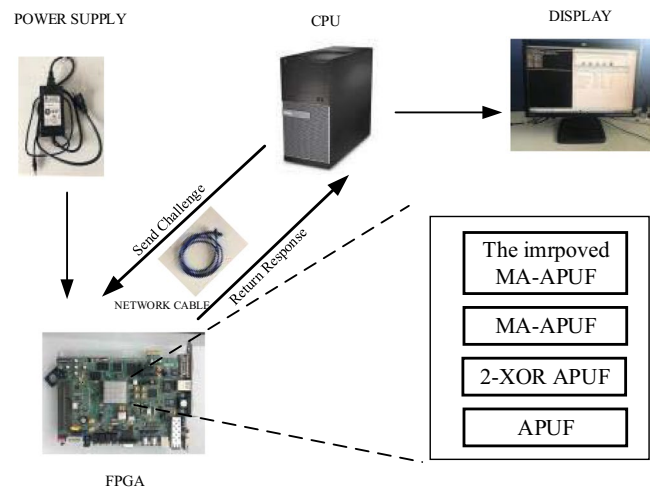 POWER SUPPLY
CPU
DISPLAY
Send Challenge
Return Response
NETWORK CABLE
The imrpoved
MA-APUF
MA-APUF
2-XOR APUF
APUF
FPGA